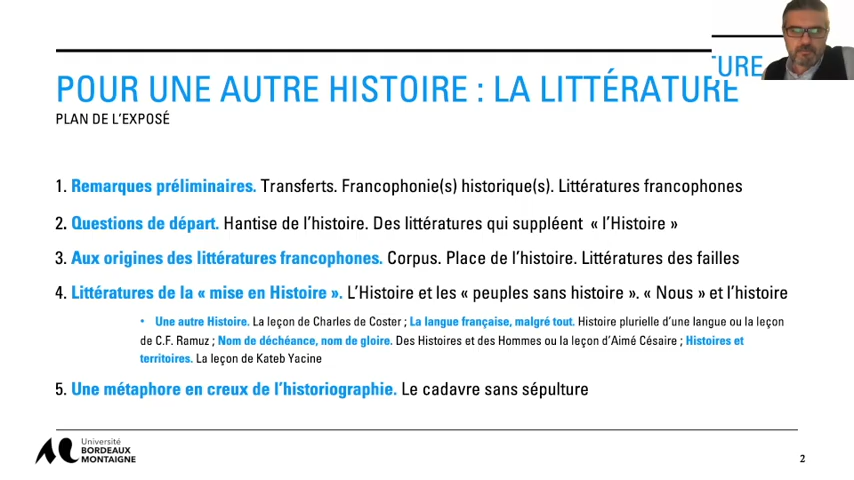 TURE
POUR UNE AUTRE HISTOIRE : LA LITTÉRATURE
PLAN DE L'EXPOSÉ
1. Remarques préliminaires. Transferts. Francophonie(s) historique(s). Littératures francophones
2. Questions de départ. Hantise de l'histoire. Des littératures qui suppléent « l'Histoire »
3. Aux origines des littératures francophones. Corpus. Place de l'histoire. Littératures des failles
4. Littératures de la « mise en Histoire ». L'Histoire et les « peuples sans histoire ». « Nous » et l'histoire
• Une autre Histoire. La leçon de Charles de Coster ; La langue française, malgré tout. Histoire plurielle d'une langue ou la leçon
de C.F. Ramuz ; Nom de déchéance, nom de gloire. Des Histoires et des Hommes ou la leçon d'Aimé Césaire ; Histoires et
territoires. La leçon de Kateb Yacine
5. Une métaphore en creux de l'historiographie. Le cadavre sans sépulture
Université
BORDEAUX
MONTAIGNE
2